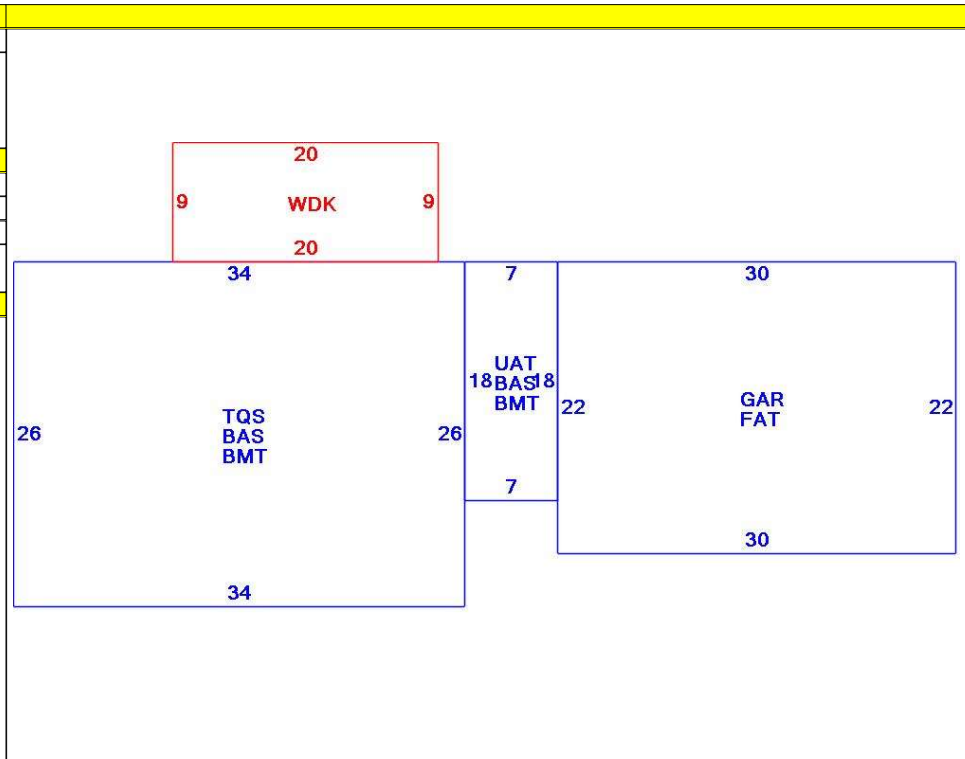 20
9 WDK 9
20
34
7
30
UAT
18 BAS 18
BMT
GAR
FAT
22
22
TQS
BAS
BMT
26
26
7
30
34